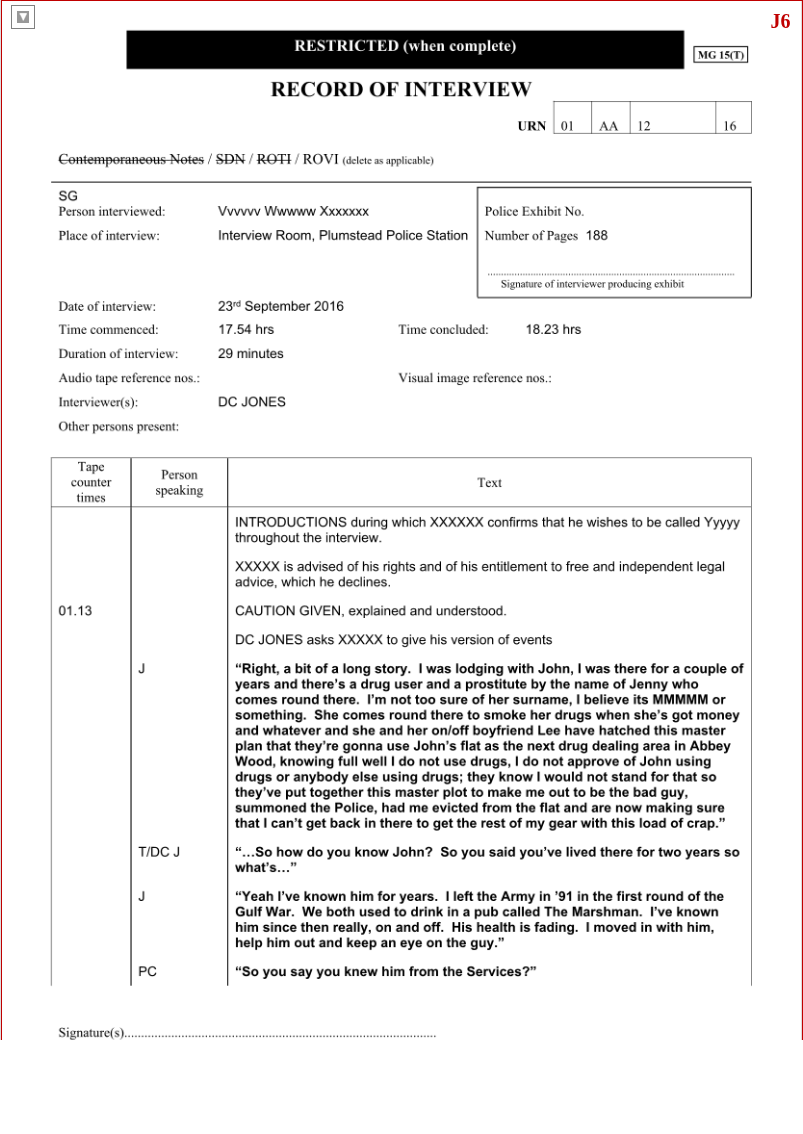 J6
RESTRICTED (when complete)
MG 15(T)
RECORD OF INTERVIEW
URN 01 AA 12 16
Contemporaneous Notes / SDN / ROTI / ROVI (delete as applicable)
SG
Person interviewed: Vvvvvv Wwwww Xxxxxxx
Police Exhibit No.
Place of interview: Interview Room, Plumstead Police Station
Number of Pages 188
Signature of interviewer producing exhibit
Date of interview: 23rd September 2016
Time commenced: 17.54 hrs Time concluded: 18.23 hrs
Duration of interview: 29 minutes
Audio tape reference nos.: Visual image reference nos.:
Interviewer(s): DC JONES
Other persons present:
Tape
counter
times
Person
speaking
Text
INTRODUCTIONS during which XXXXXX confirms that he wishes to be called Yyyyy
throughout the interview.
XXXXX is advised of his rights and of his entitlement to free and independent legal
advice, which he declines.
01.13 CAUTION GIVEN, explained and understood.
DC JONES asks XXXXX to give his version of events
J “Right, a bit of a long story. I was lodging with John, I was there for a couple of
years and there’s a drug user and a prostitute by the name of Jenny who
comes round there. I’m not too sure of her surname, I believe its MMMMM or
something. She comes round there to smoke her drugs when she’s got money
and whatever and she and her on/off boyfriend Lee have hatched this master
plan that they’re gonna use John’s flat as the next drug dealing area in Abbey
Wood, knowing full well I do not use drugs, I do not approve of John using
drugs or anybody else using drugs; they know I would not stand for that so
they’ve put together this master plot to make me out to be the bad guy,
summoned the Police, had me evicted from the flat and are now making sure
that I can’t get back in there to get the rest of my gear with this load of crap.”
T/DC J “…So how do you know John? So you said you’ve lived there for two years so
what’s…”
J “Yeah I’ve known him for years. I left the Army in ’91 in the first round of the
Gulf War. We both used to drink in a pub called The Marshman. I’ve known
him since then really, on and off. His health is fading. I moved in with him,
help him out and keep an eye on the guy.”
PC “So you say you knew him from the Services?”
Signature(s)..............................................................................................